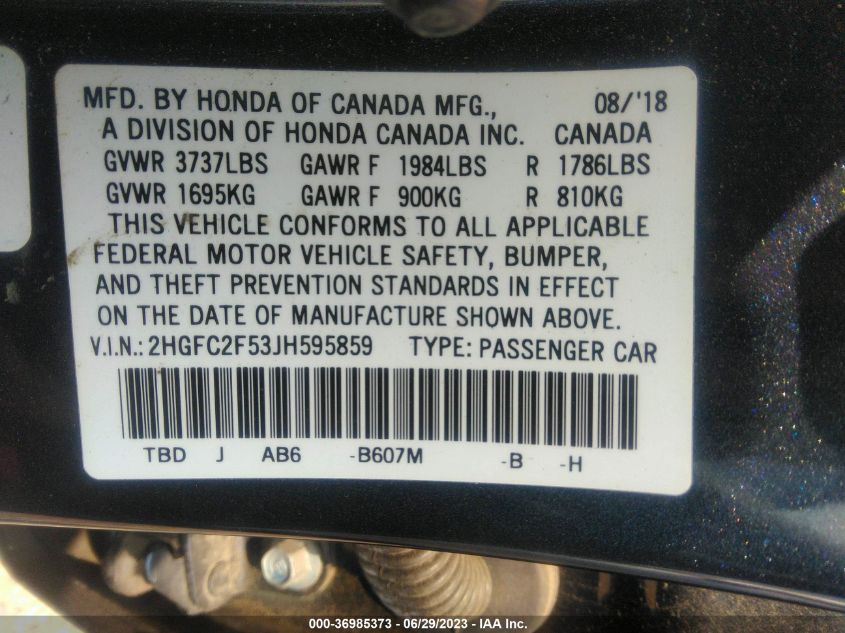 MFD. BY HONDA OF CANADA MFG., 08/'18
A DIVISION OF HONDA CANADA INC. CANADA
GVWR 3737LBS GAWR F 1984LBS R 1786LBS
GVWR 1695KG GAWR F 900KG R 810KG
THIS VEHICLE CONFORMS TO ALL APPLICABLE
FEDERAL MOTOR VEHICLE SAFETY, BUMPER,
AND THEFT PREVENTION STANDARDS IN EFFECT
ON THE DATE OF MANUFACTURE SHOWN ABOVE.
V.I.N.: 2HGFC2F53JH595859 TYPE: PASSENGER CAR
TBD J AB6 -B607M -B -H
000-36985373 - 06/29/2023 - IAA Inc.